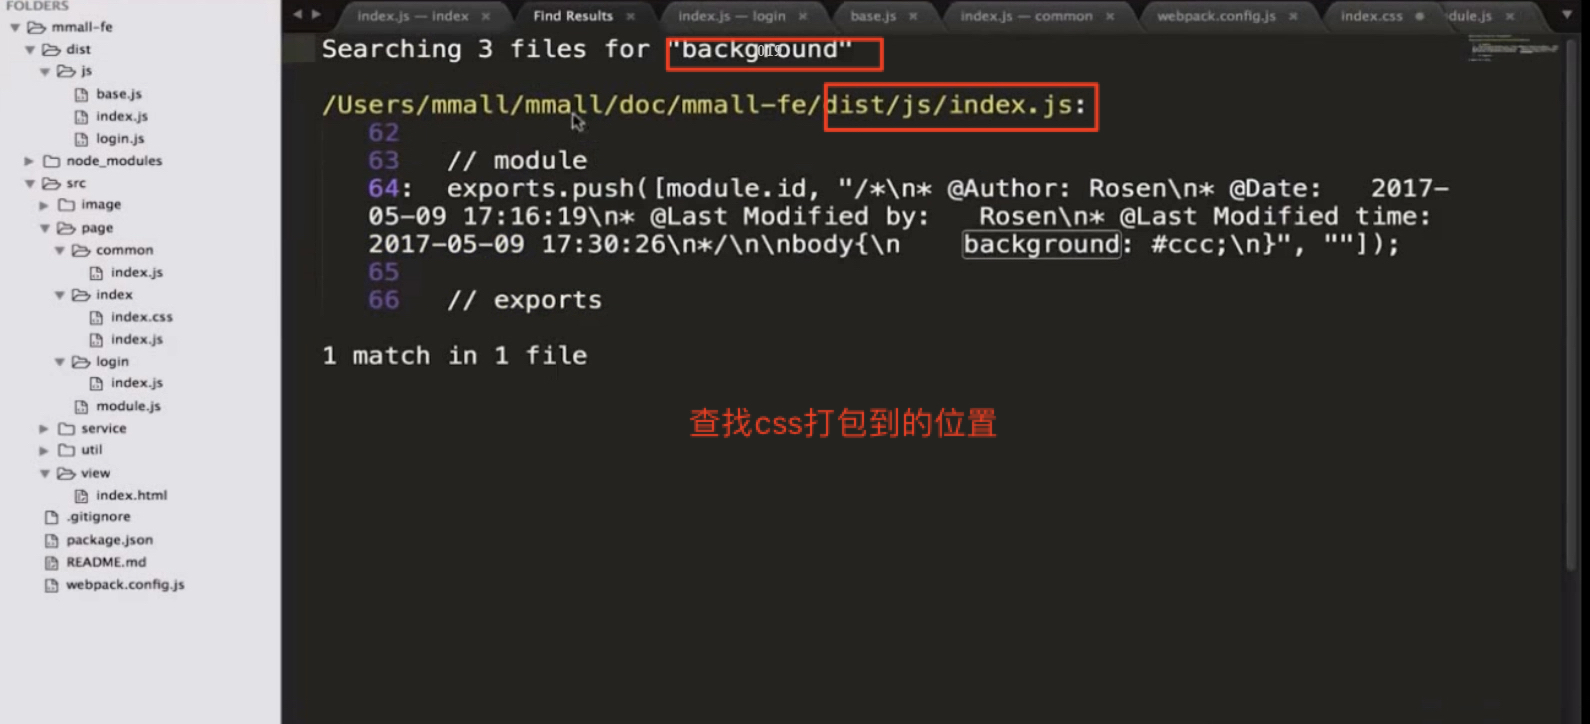 FOLDERS
mmall-fe
dist
js
base.js
index.js
login.js
node_modules
src
image
page
common
index.js
index
index.css
index.js
login
index.js
module.js
service
util
view
index.html
.gitignore
package.json
README.md
webpack.config.js
index.js — index
Find Results
index.js — login
base.js
index.js — common
webpack.config.js
index.css
dule.js
Searching 3 files for "background"
/Users/mmall/mmall/doc/mmall-fe/dist/js/index.js:
62
63 // module
64: exports.push([module.id, "/*\n* @Author: Rosen\n* @Date:   2017-
05-09 17:16:19\n* @Last Modified by:   Rosen\n* @Last Modified time:
2017-05-09 17:30:26\n*/\n\nbody{\n    background: #ccc;\n}", ""]);
65
66 // exports
1 match in 1 file
查找css打包到的位置